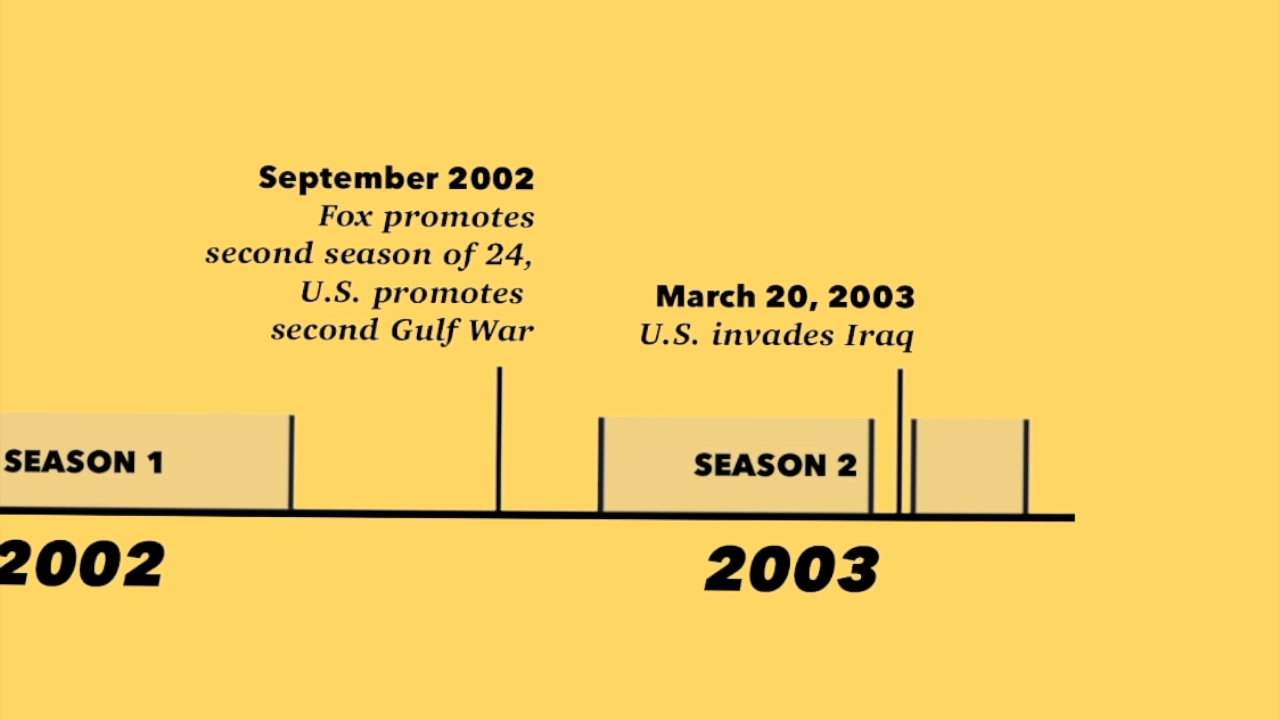 September 2002
Fox promotes
second season of 24,
U.S. promotes
second Gulf War
March 20, 2003
U.S. invades Iraq
SEASON 1
SEASON 2
2002
2003